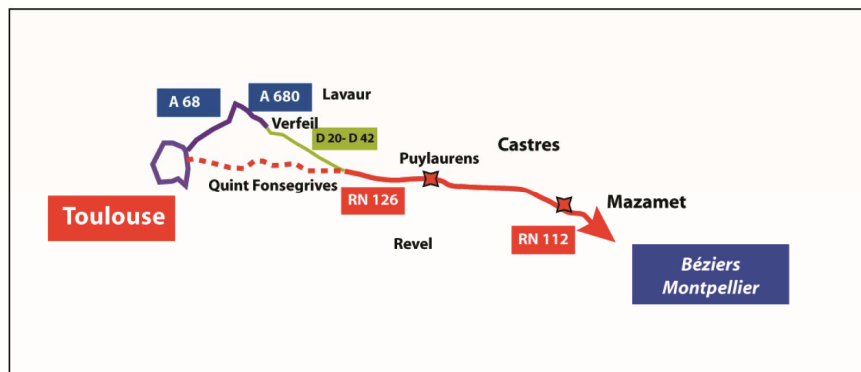 A 68
A 680
Lavaur
Verfeil
D 20- D 42
Castres
Puylaurens
Quint Fonsegrives
RN 126
Toulouse
Mazamet
Revel
RN 112
Béziers
Montpellier